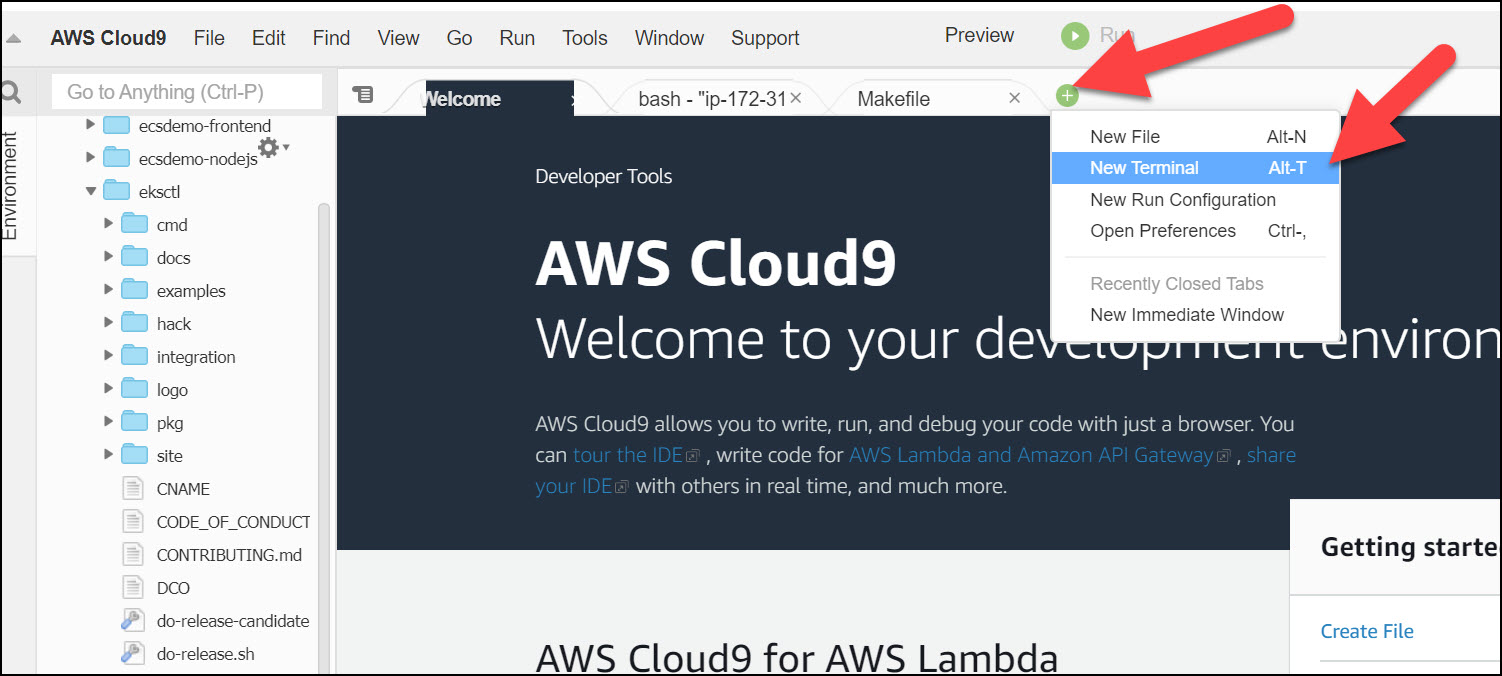 AWS Cloud9 File Edit Find View Go Run Tools Window Support Preview Run
Go to Anything (Ctrl-P)
Welcome bash - "ip-172-31 Makefile
Environment
ecsdemo-frontend
ecsdemo-nodejs
eksctl
cmd
docs
examples
hack
integration
logo
pkg
site
CNAME
CODE_OF_CONDUCT
CONTRIBUTING.md
DCO
do-release-candidate
do-release.sh
New File Alt-N
New Terminal Alt-T
New Run Configuration
Open Preferences Ctrl-,
Recently Closed Tabs
New Immediate Window
Developer Tools
AWS Cloud9
Welcome to your development environ
AWS Cloud9 allows you to write, run, and debug your code with just a browser. You
can tour the IDE , write code for AWS Lambda and Amazon API Gateway , share
your IDE with others in real time, and much more.
AWS Cloud9 for AWS Lambda
Getting starte
Create File